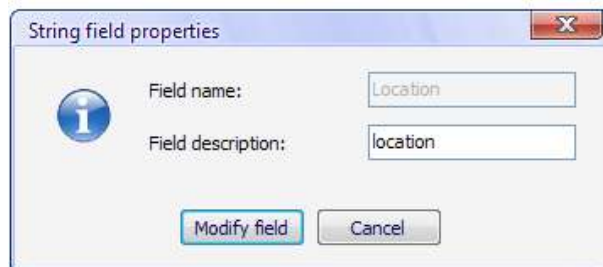 String field properties
Field name: Location
Field description: location
Modify field Cancel